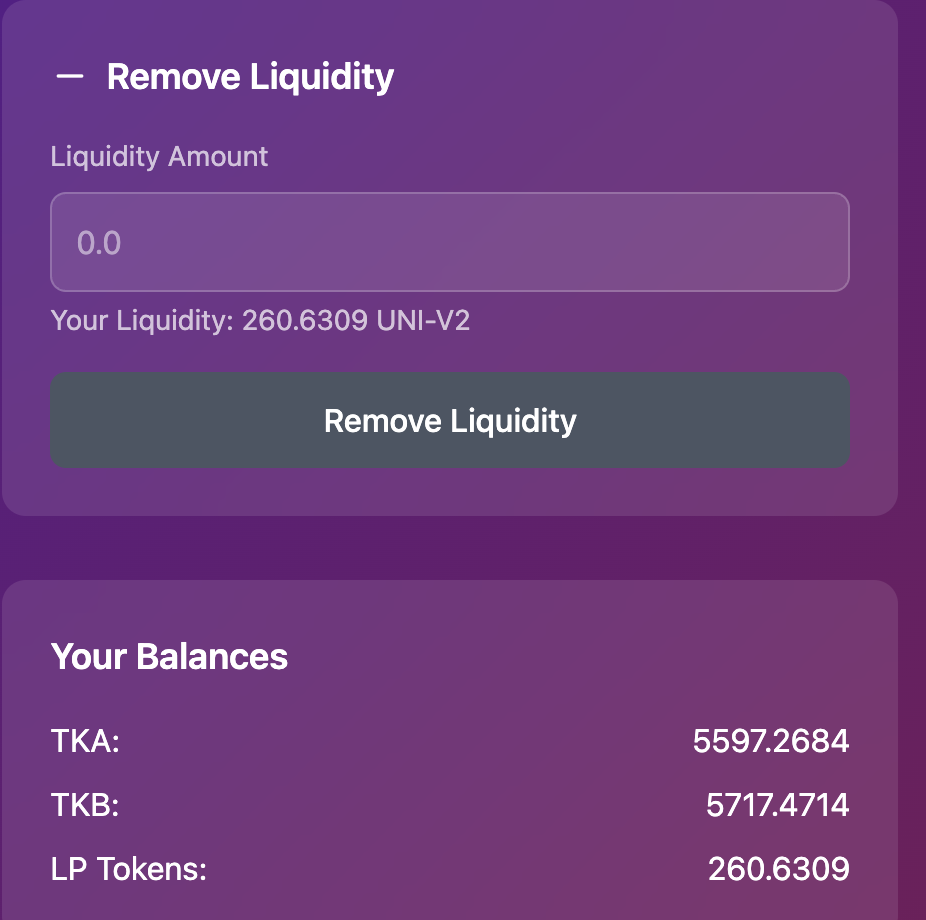 — Remove Liquidity
Liquidity Amount
0.0
Your Liquidity: 260.6309 UNI-V2
Remove Liquidity
Your Balances
TKA: 5597.2684
TKB: 5717.4714
LP Tokens: 260.6309